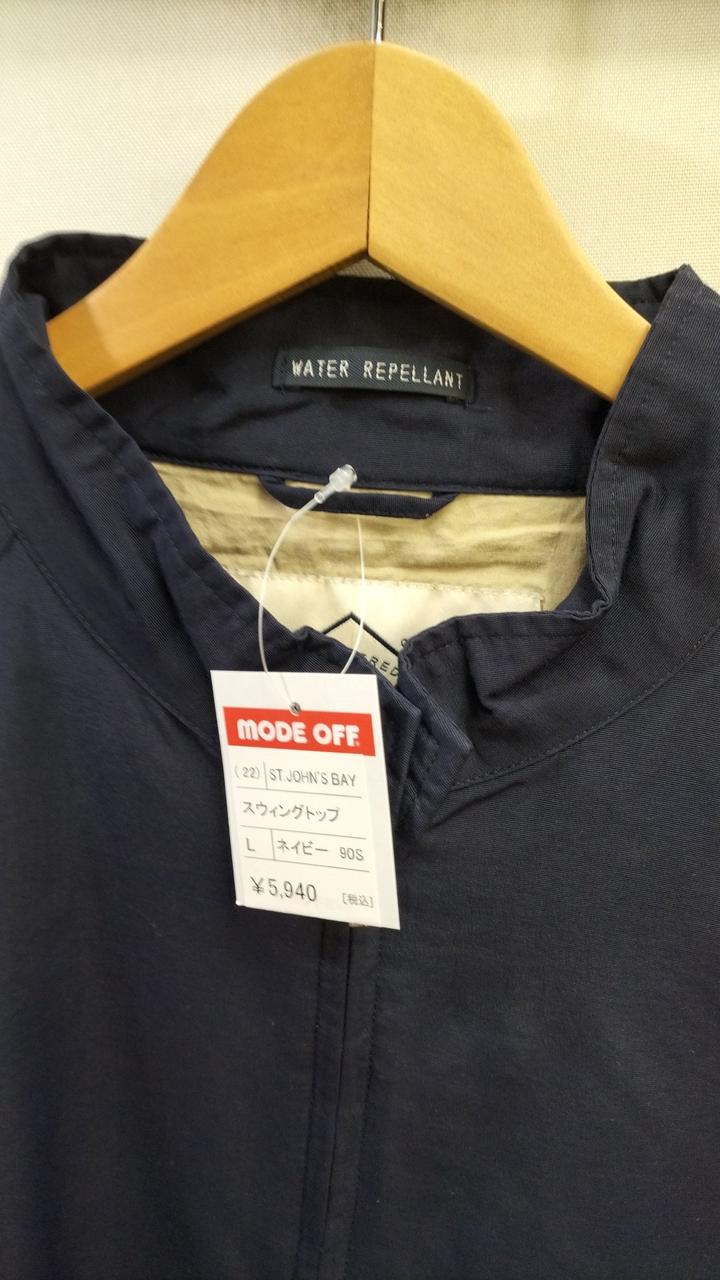 WATER REPELLANT
MODE OFF
(22) ST.JOHN'S BAY
スウィングトップ
L ネイビー 90S
¥5,940 [税込]